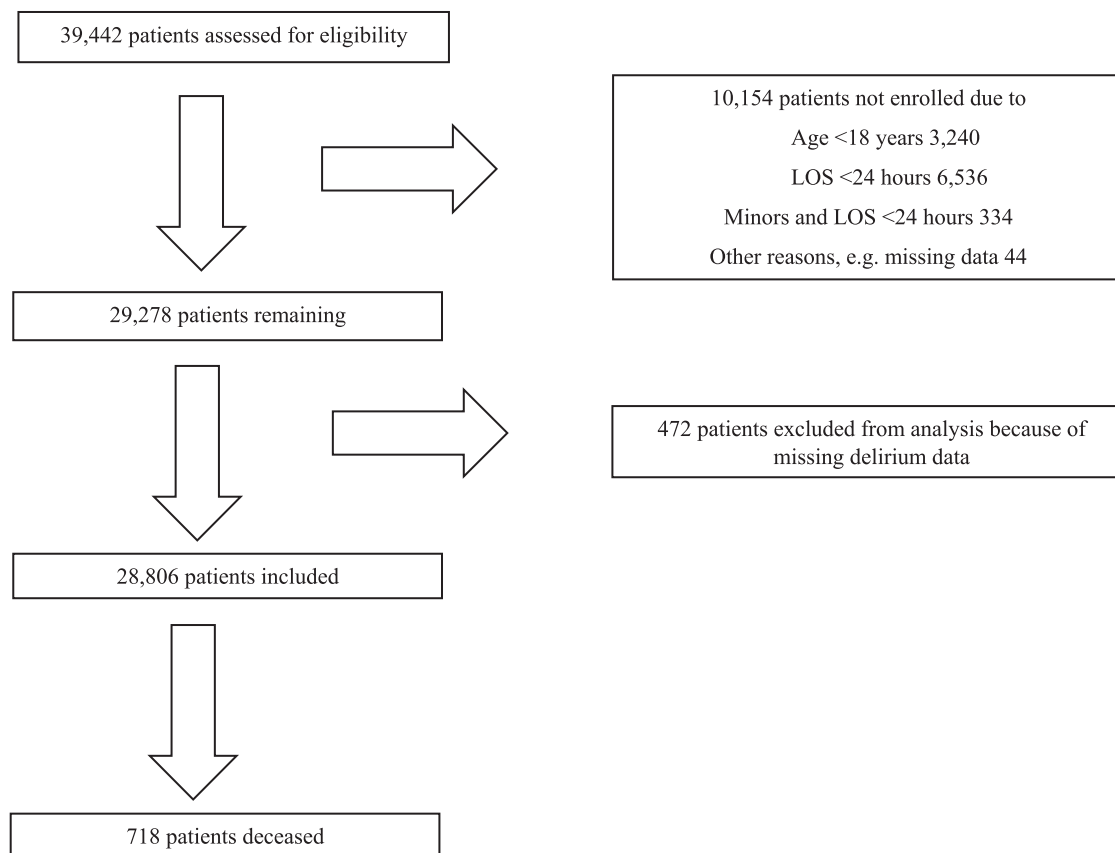 39,442 patients assessed for eligibility
10,154 patients not enrolled due to
Age <18 years 3,240
LOS <24 hours 6,536
Minors and LOS <24 hours 334
Other reasons, e.g. missing data 44
29,278 patients remaining
472 patients excluded from analysis because of
missing delirium data
28,806 patients included
718 patients deceased